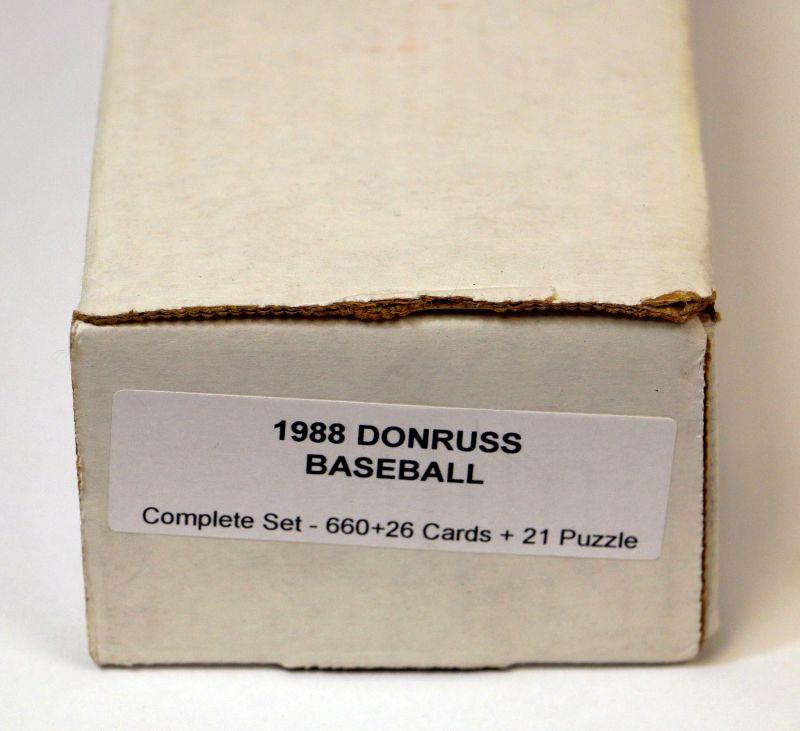 1988 DONRUSS
BASEBALL
Complete Set - 660+26 Cards + 21 Puzzle